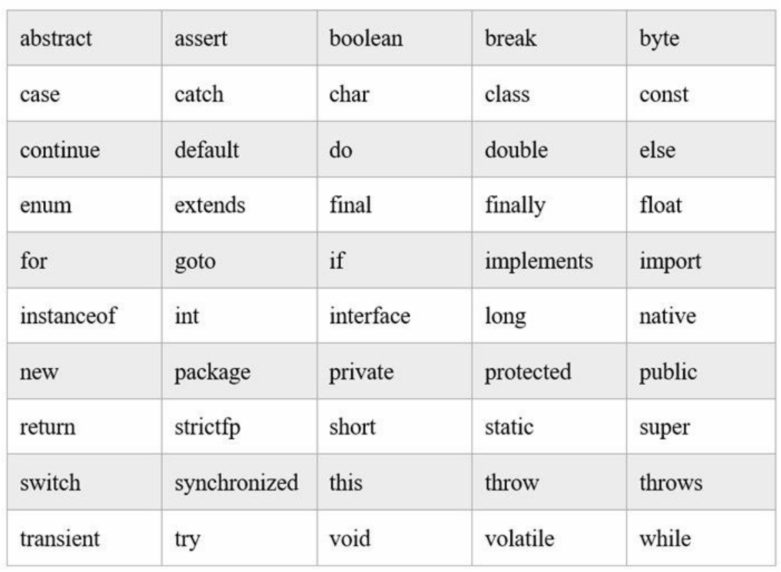 abstract assert boolean break byte
case catch char class const
continue default do double else
enum extends final finally float
for goto if implements import
instanceof int interface long native
new package private protected public
return strictfp short static super
switch synchronized this throw throws
transient try void volatile while